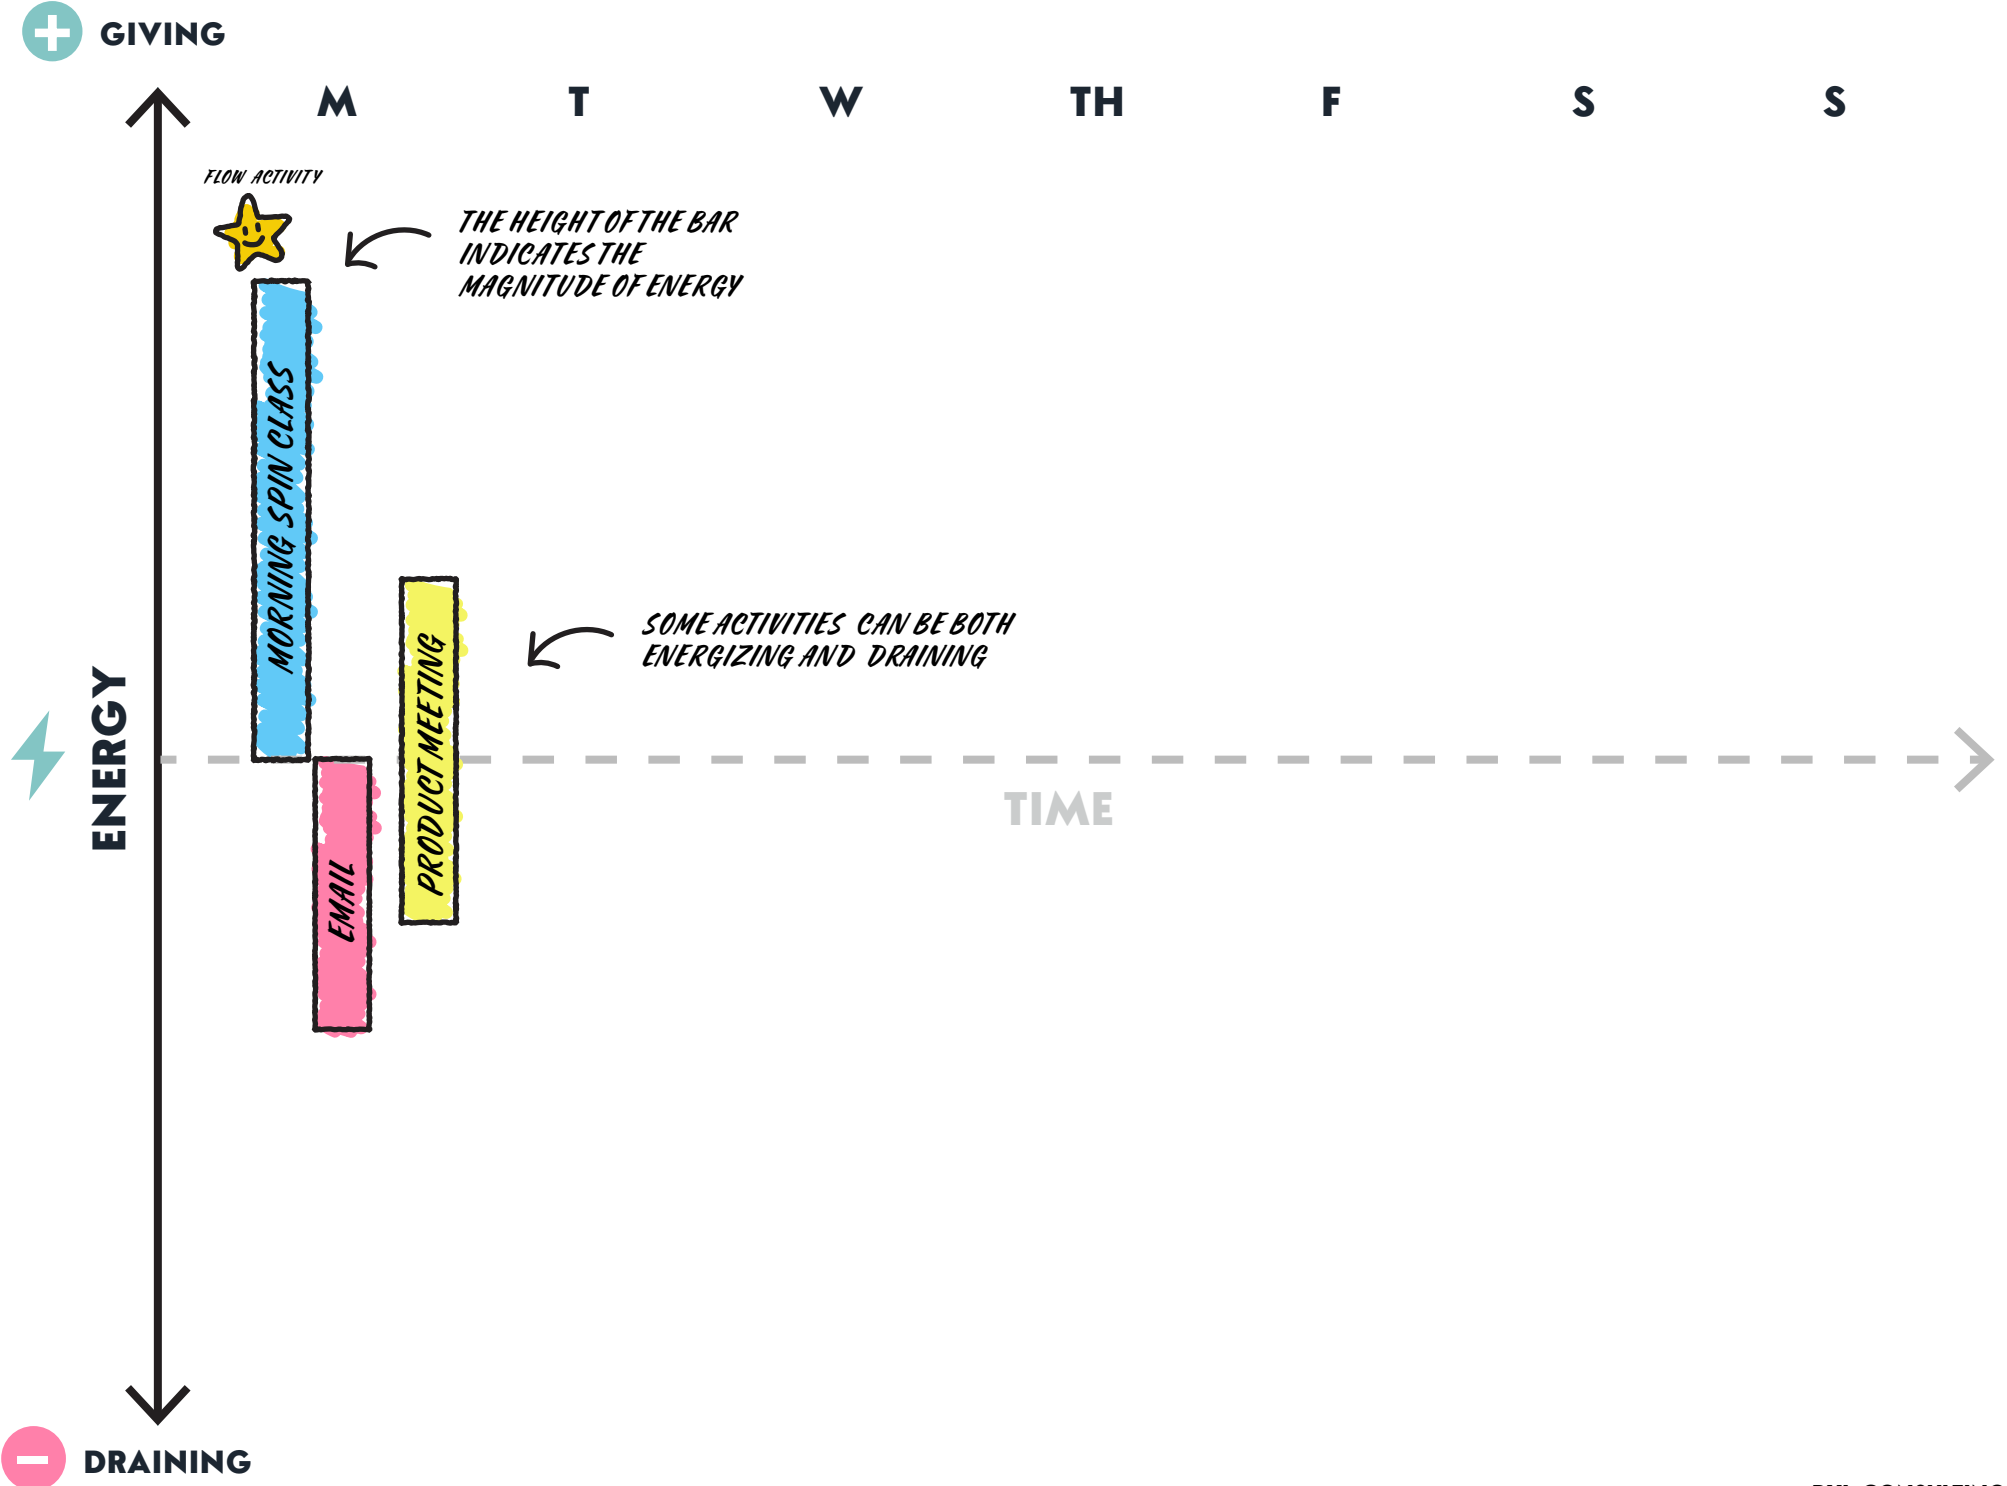 GIVING
M T W TH F S S
FLOW ACTIVITY
THE HEIGHT OF THE BAR
INDICATES THE
MAGNITUDE OF ENERGY
MORNING SPIN CLASS
SOME ACTIVITIES CAN BE BOTH
ENERGIZING AND DRAINING
PRODUCT MEETING
ENERGY
TIME
EMAIL
DRAINING